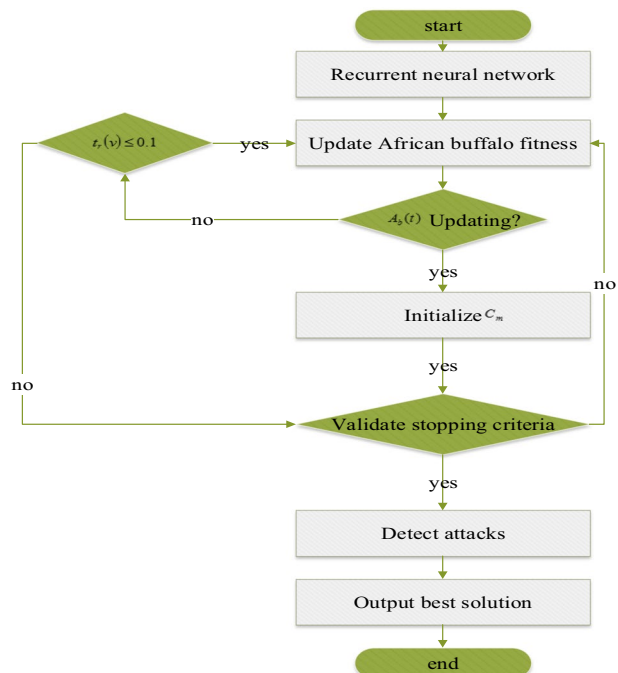 start
Recurrent neural network
t_r(v) ≤ 0.1
yes
Update African buffalo fitness
no
A_b(t) Updating?
yes
no
Initialize C_m
yes
no
Validate stopping criteria
yes
Detect attacks
Output best solution
end